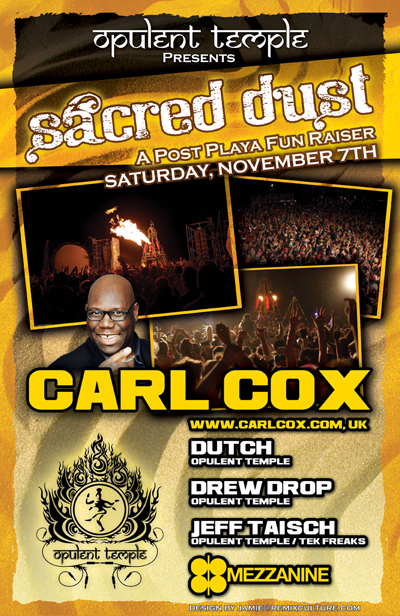 OPULENT TEMPLE
PRESENTS
sacred dust
A POST PLAYA FUN RAISER
SATURDAY, NOVEMBER 7TH
CARL COX
WWW.CARLCOX.COM.UK
DUTCH
OPULENT TEMPLE
DREW DROP
OPULENT TEMPLE
JEFF TAISCH
OPULENT TEMPLE / TEK FREAKS
opulent temple
MEZZANINE
DESIGN BY JAMIE@REMIXCULTURE.COM